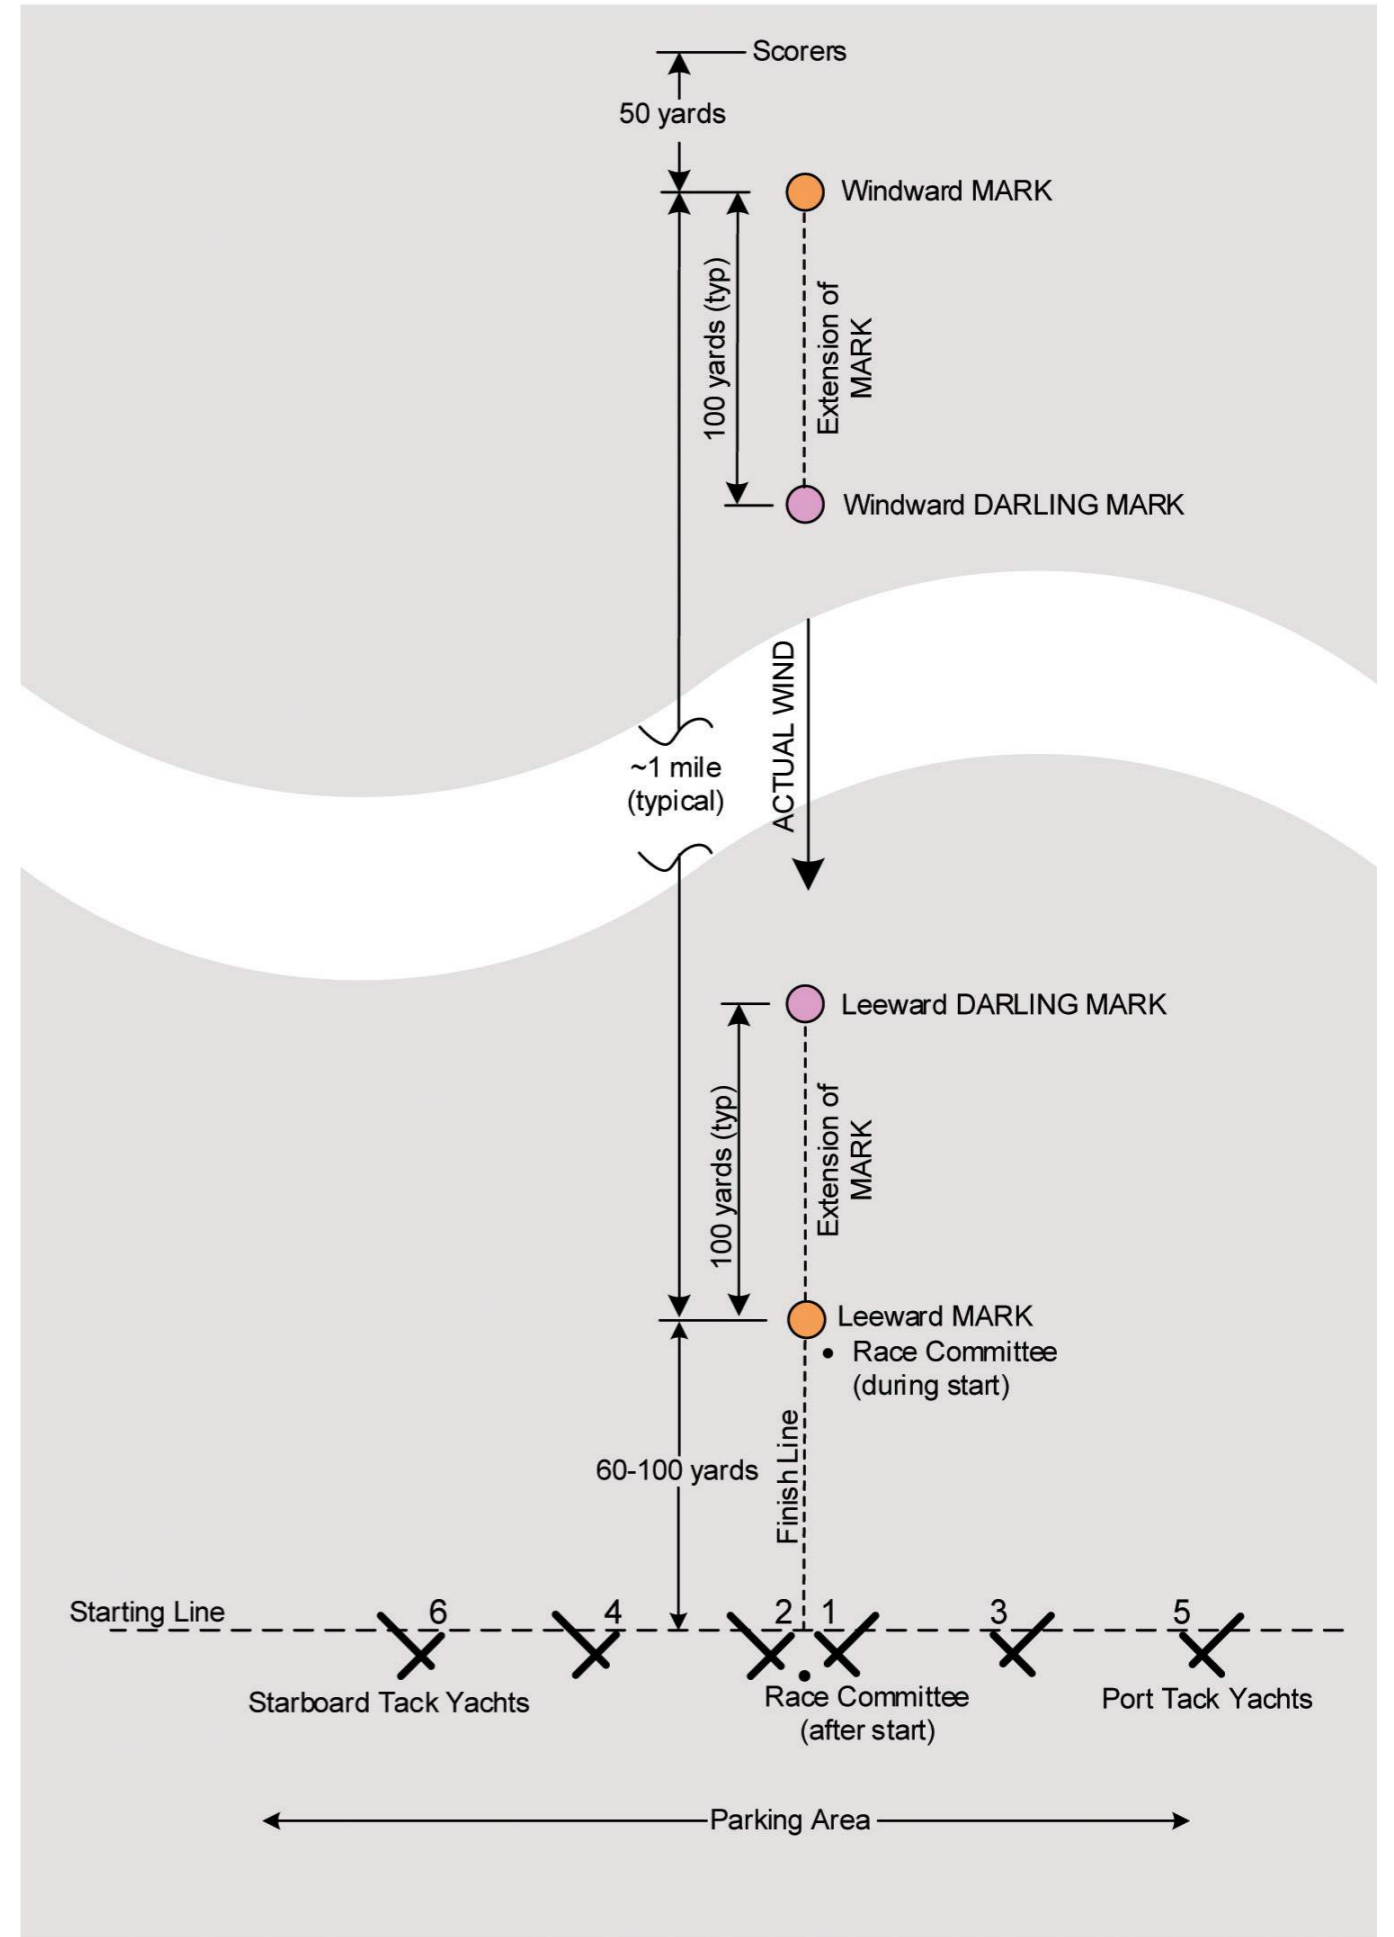 Scorers
50 yards
Windward MARK
100 yards (typ)
Extension of
MARK
Windward DARLING MARK
ACTUAL WIND
~1 mile
(typical)
Leeward DARLING MARK
100 yards (typ)
Extension of
MARK
Leeward MARK
• Race Committee
(during start)
60-100 yards
Finish Line
Starting Line
6 4 2 1 3 5
Starboard Tack Yachts
Race Committee
(after start)
Port Tack Yachts
Parking Area